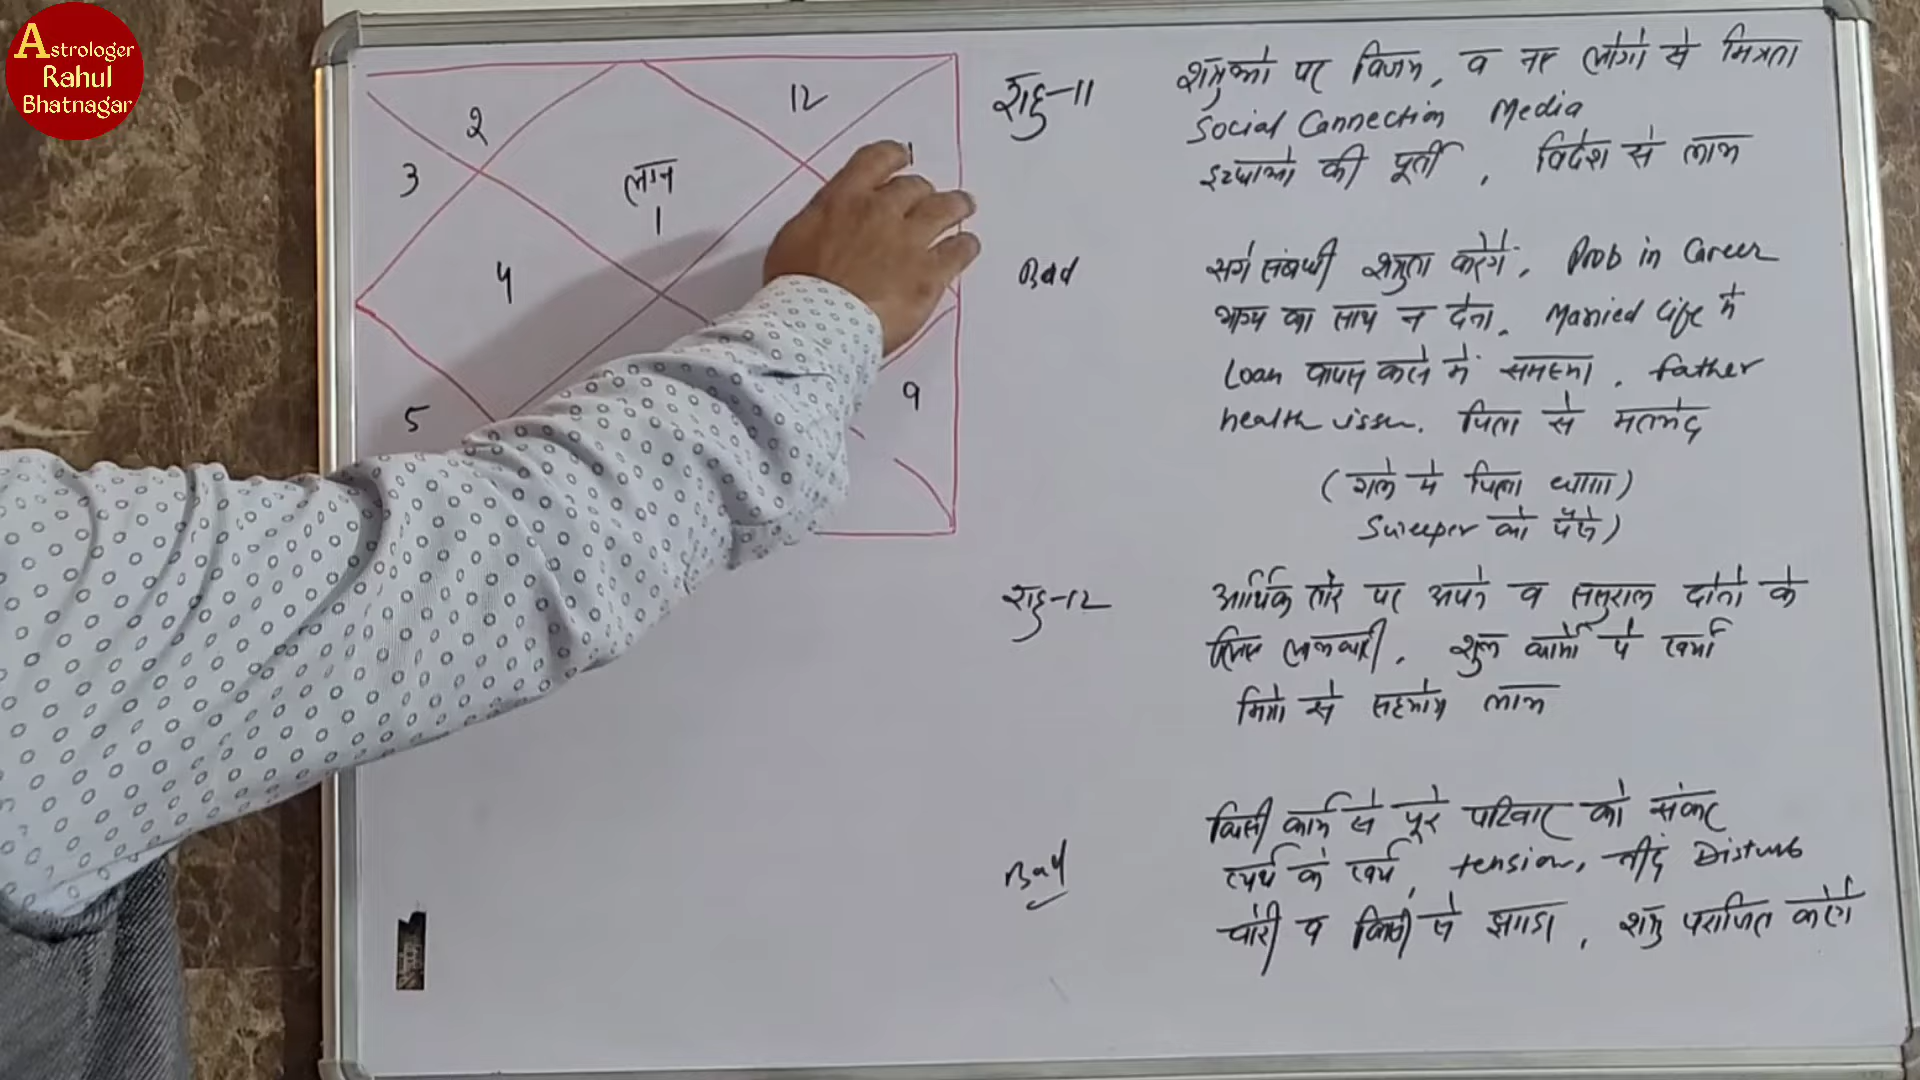 Astrologer
Rahul
Bhatnagar
2
12
3
लग्न
1
4
5
9
राहु-11
शत्रुओ पर विजय, व नए लोगो से मित्रता
Social Connection Media
इच्छाओ की पूर्ती, विदेश से लाभ
Bad
सगे संबंधी शत्रुता करेंगे. Prob in Career
भाग्य का साथ न देना. Married Life में
Loan वापस करने में समस्या. Father
health issue. पिता से मतभेद
(गले मे पिला धागा)
Sweeper को पैसे)
राहु-12
आर्थिक तौर पर अपने व ससुराल दोनो के
लिए लाभकारी. शुभ कार्यो पे खर्चा
मित्रो से सहयोग लाभ
Bad
किसी कार्य से पूरे परिवार को संकट
व्यर्थ के खर्च, tension, नींद Disturb
चोरी व किसी से झगडा, शत्रु पराजित करेंगे